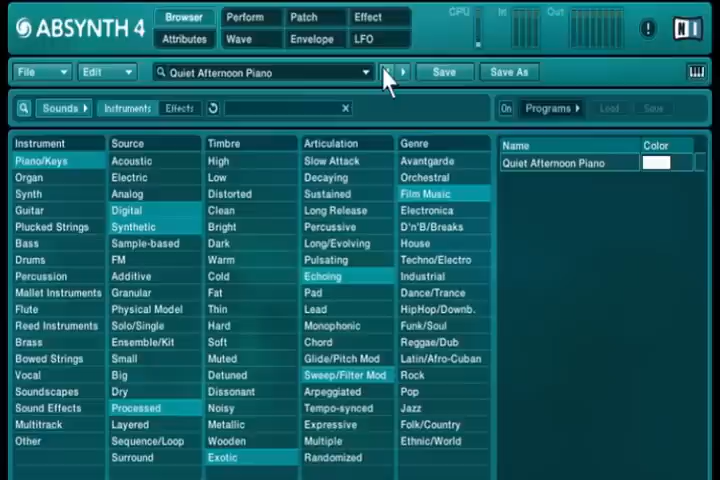 ABSYNTH 4
Browser Perform Patch Effect
Attributes Wave Envelope LFO
CPU In Out
! NI
File Edit Quiet Afternoon Piano Save Save As
Sounds Instruments Effects x On Programs Load Save
Instrument Source Timbre Articulation Genre Name Color
Piano/Keys Acoustic High Slow Attack Avantgarde Quiet Afternoon Piano
Organ Electric Low Decaying Orchestral
Synth Analog Distorted Sustained Film Music
Guitar Digital Clean Long Release Electronica
Plucked Strings Synthetic Bright Percussive D'n'B/Breaks
Bass Sample-based Dark Long/Evolving House
Drums FM Warm Pulsating Techno/Electro
Percussion Additive Cold Echoing Industrial
Mallet Instruments Granular Fat Pad Dance/Trance
Flute Physical Model Thin Lead HipHop/Downb.
Reed Instruments Solo/Single Hard Monophonic Funk/Soul
Brass Ensemble/Kit Soft Chord Reggae/Dub
Bowed Strings Small Muted Glide/Pitch Mod Latin/Afro-Cuban
Vocal Big Detuned Sweep/Filter Mod Rock
Soundscapes Dry Dissonant Arpeggiated Pop
Sound Effects Processed Noisy Tempo-synced Jazz
Multitrack Layered Metallic Expressive Folk/Country
Other Sequence/Loop Wooden Multiple Ethnic/World
Surround Exotic Randomized